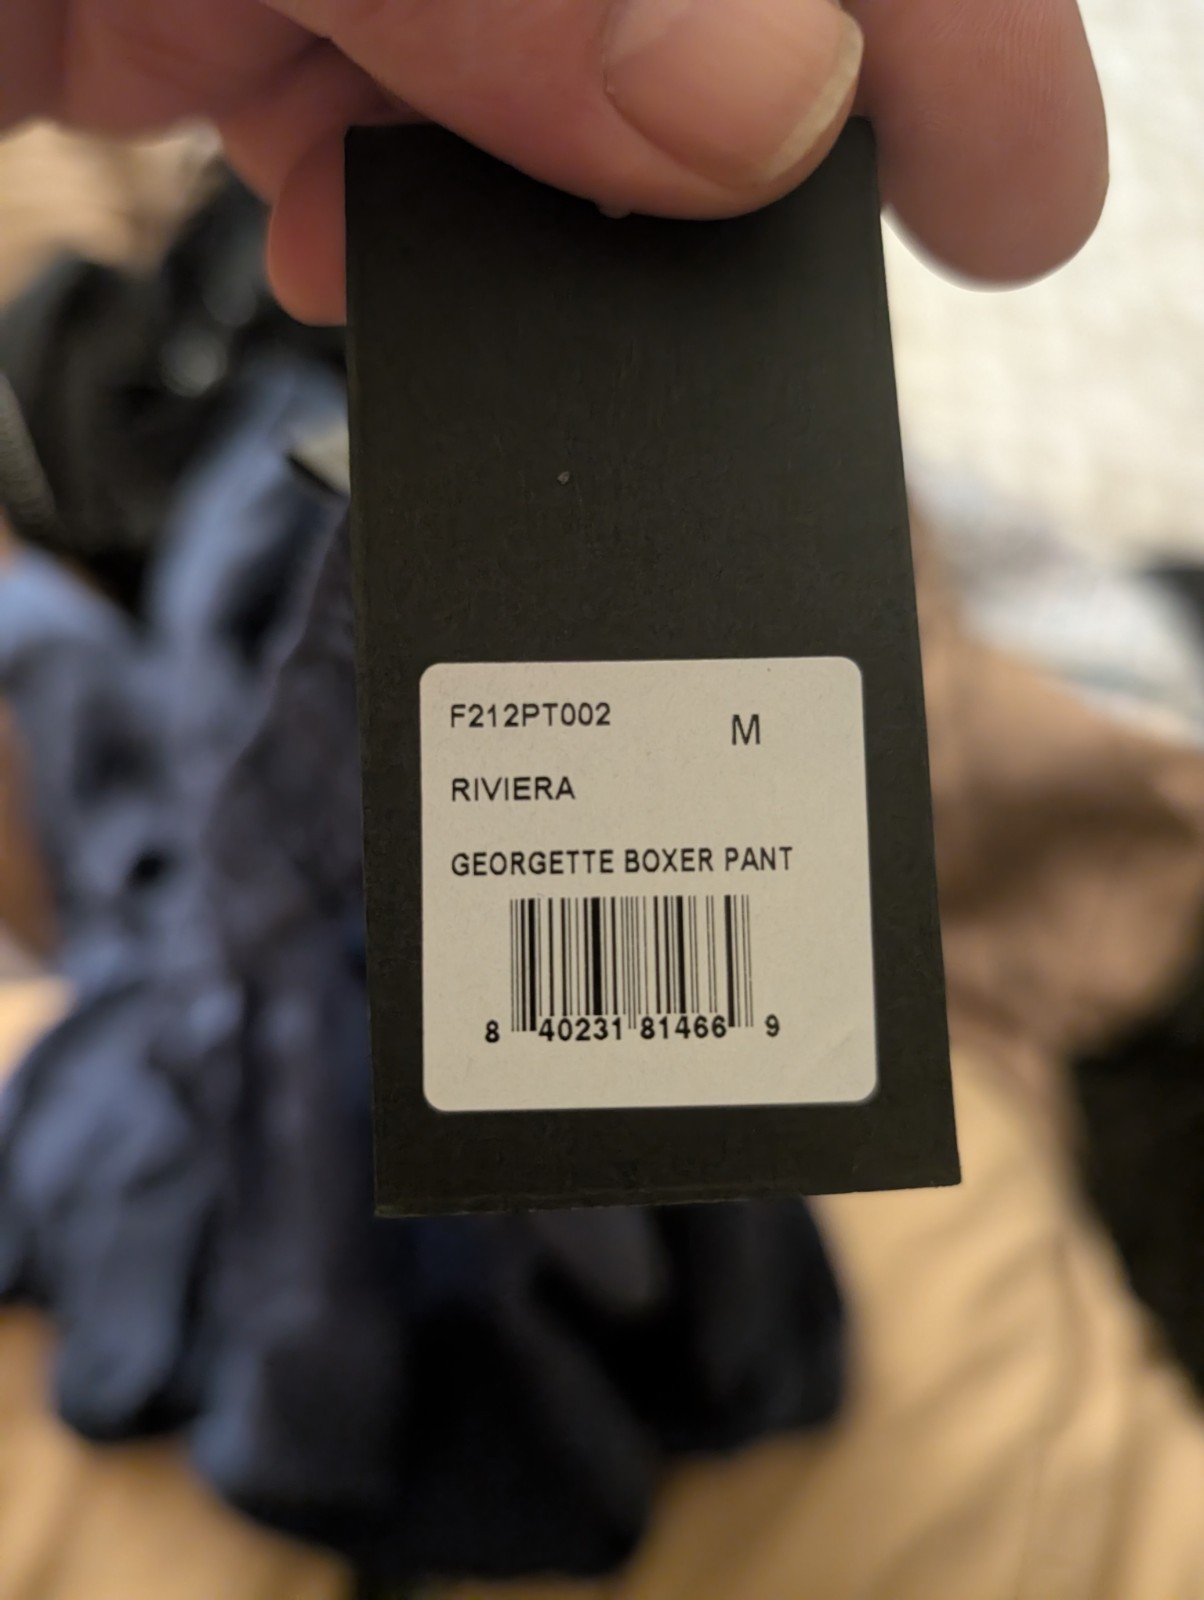 F212PT002 M
RIVIERA
GEORGETTE BOXER PANT
8 40231 81466 9